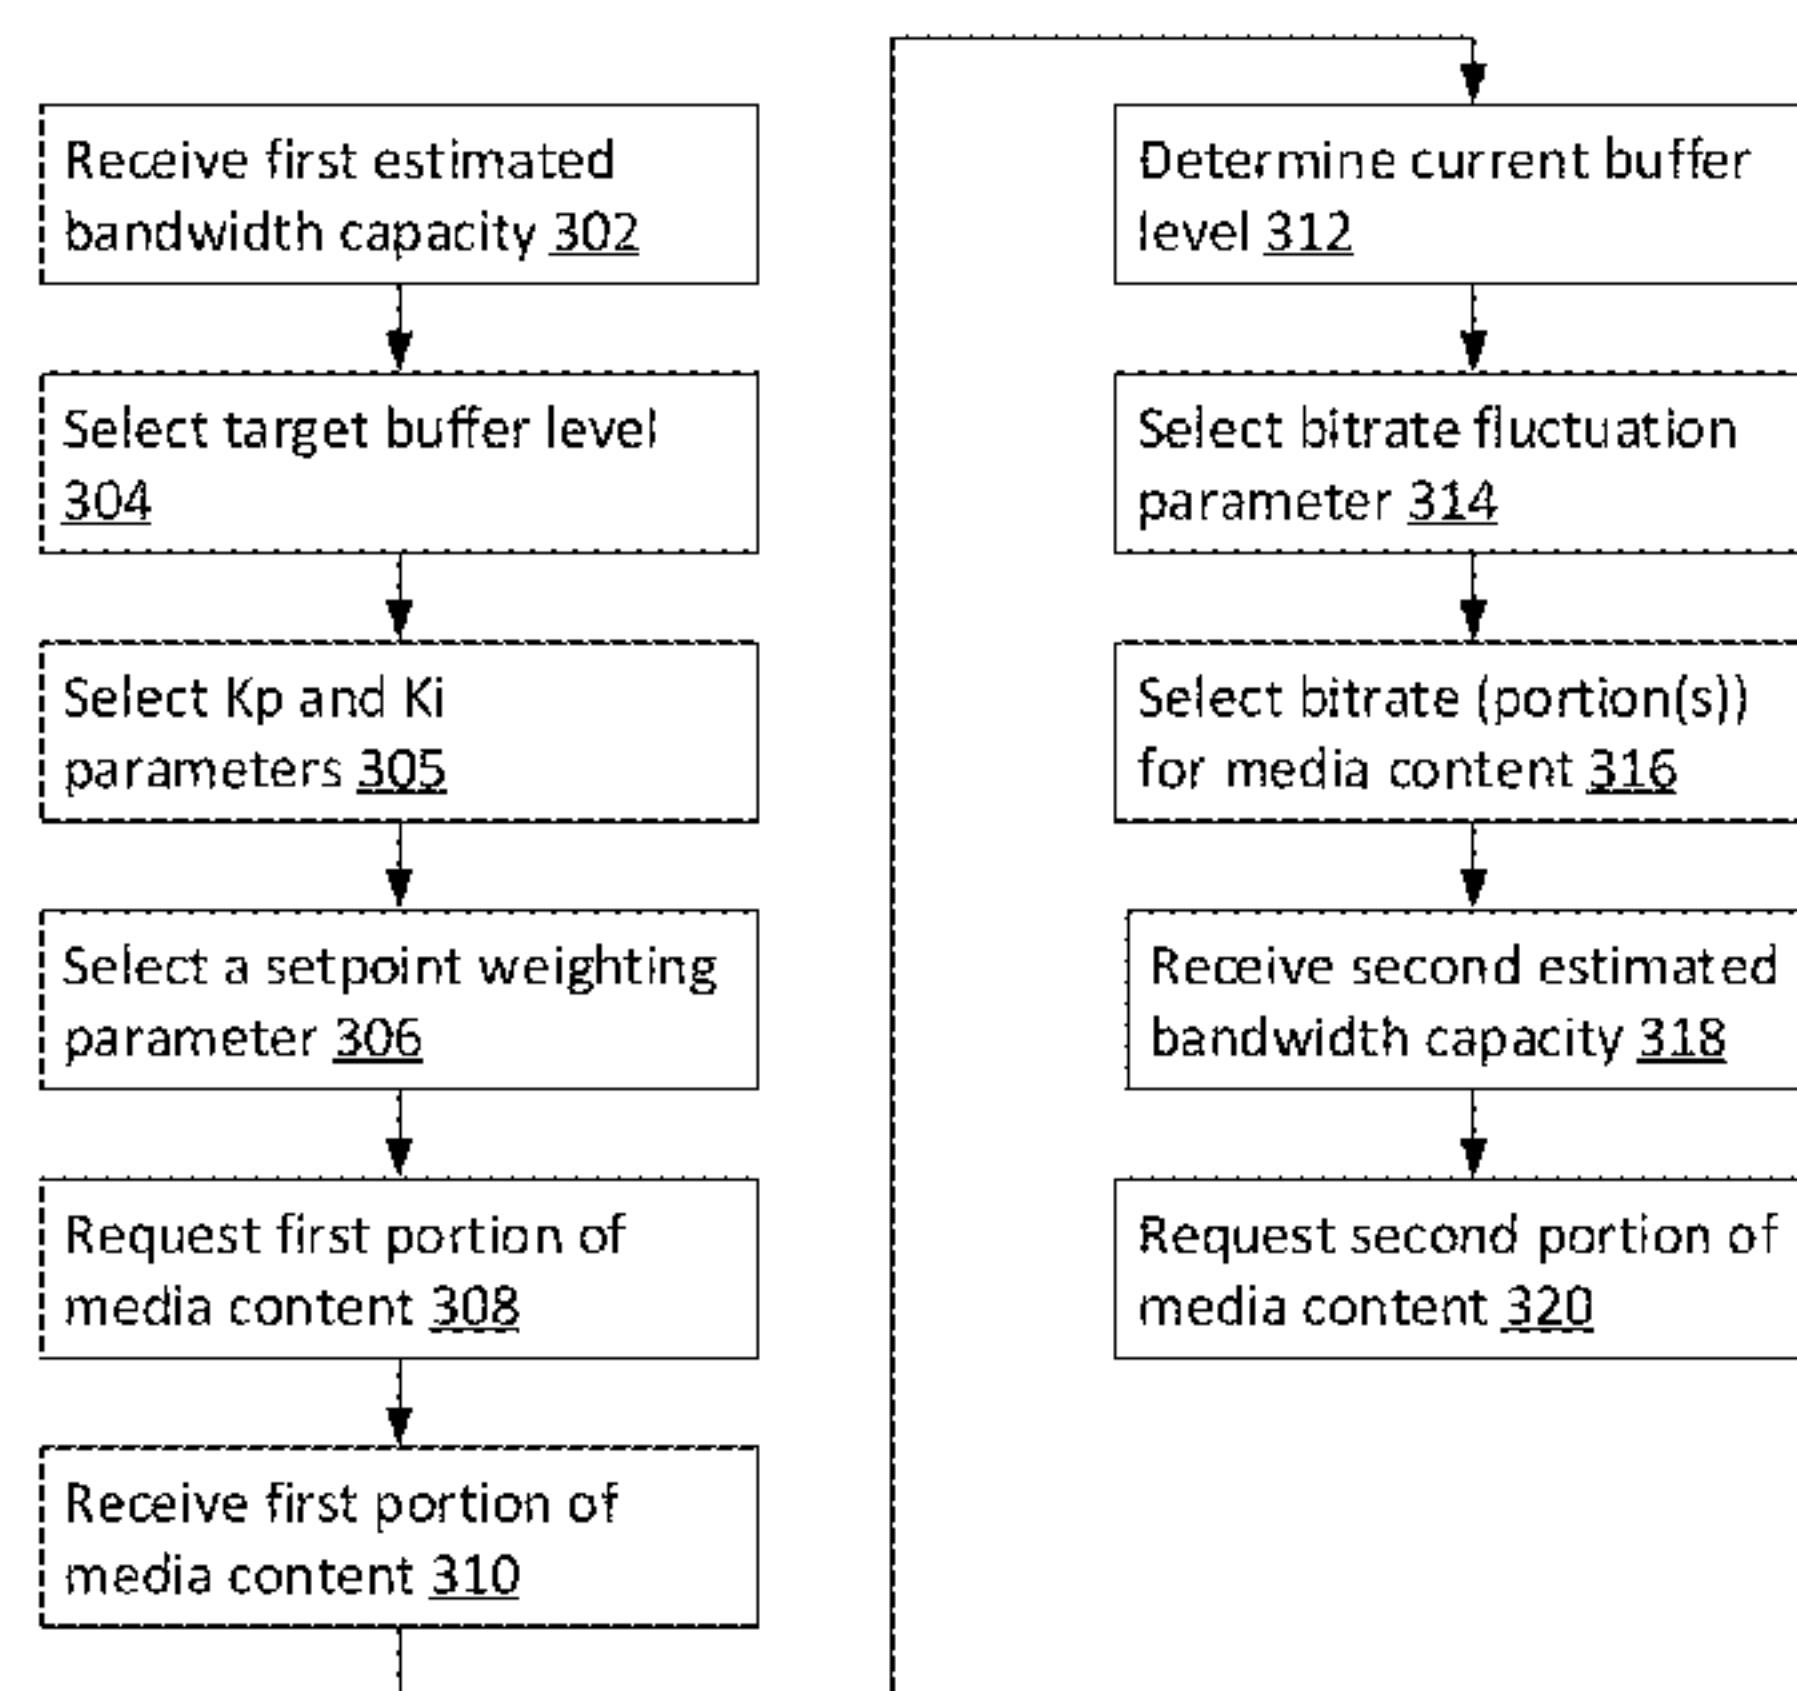 Receive first estimated
bandwidth capacity 302
Select target buffer level
304
Select Kp and Ki
parameters 305
Select a setpoint weighting
parameter 306
Request first portion of
media content 308
Receive first portion of
media content 310
Determine current buffer
level 312
Select bitrate fluctuation
parameter 314
Select bitrate (portion(s))
for media content 316
Receive second estimated
bandwidth capacity 318
Request second portion of
media content 320